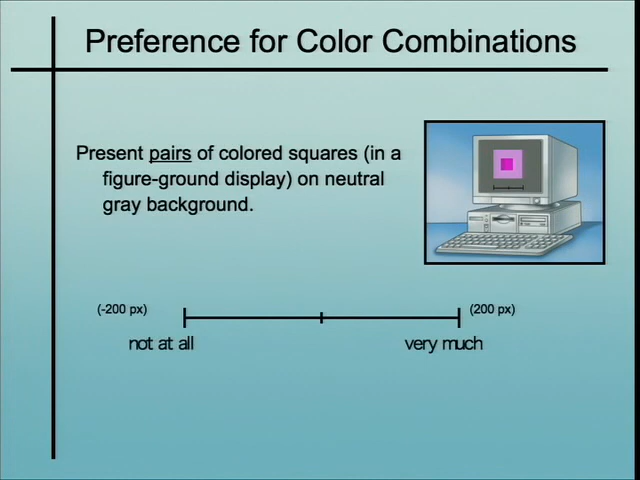 Preference for Color Combinations
Present pairs of colored squares (in a
figure-ground display) on neutral
gray background.
(-200 px)
(200 px)
not at all
very much